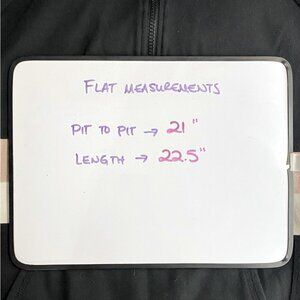 FLAT MEASUREMENTS
PIT TO PIT → 21"
LENGTH → 22.5"